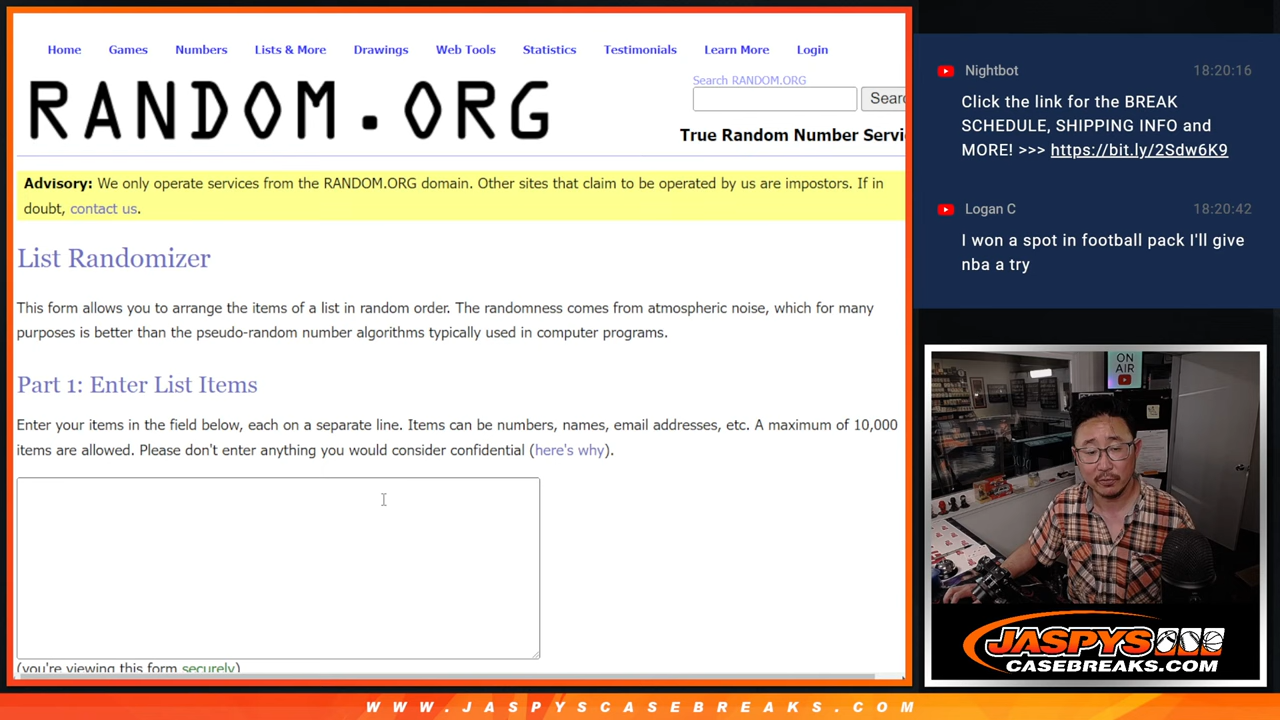 Home Games Numbers Lists & More Drawings Web Tools Statistics Testimonials Learn More Login
Search RANDOM.ORG
RANDOM.ORG
Sear
True Random Number Servi
Advisory: We only operate services from the RANDOM.ORG domain. Other sites that claim to be operated by us are impostors. If in
doubt, contact us.
List Randomizer
This form allows you to arrange the items of a list in random order. The randomness comes from atmospheric noise, which for many
purposes is better than the pseudo-random number algorithms typically used in computer programs.
Part 1: Enter List Items
Enter your items in the field below, each on a separate line. Items can be numbers, names, email addresses, etc. A maximum of 10,000
items are allowed. Please don't enter anything you would consider confidential (here's why).
(you're viewing this form securely)
Nightbot 18:20:16
Click the link for the BREAK
SCHEDULE, SHIPPING INFO and
MORE! >>> https://bit.ly/2Sdw6K9
Logan C 18:20:42
I won a spot in football pack I'll give
nba a try
ON
AIR
JASPYS
CASEBREAKS.COM
WWW.JASPYSCASEBREAKS.COM